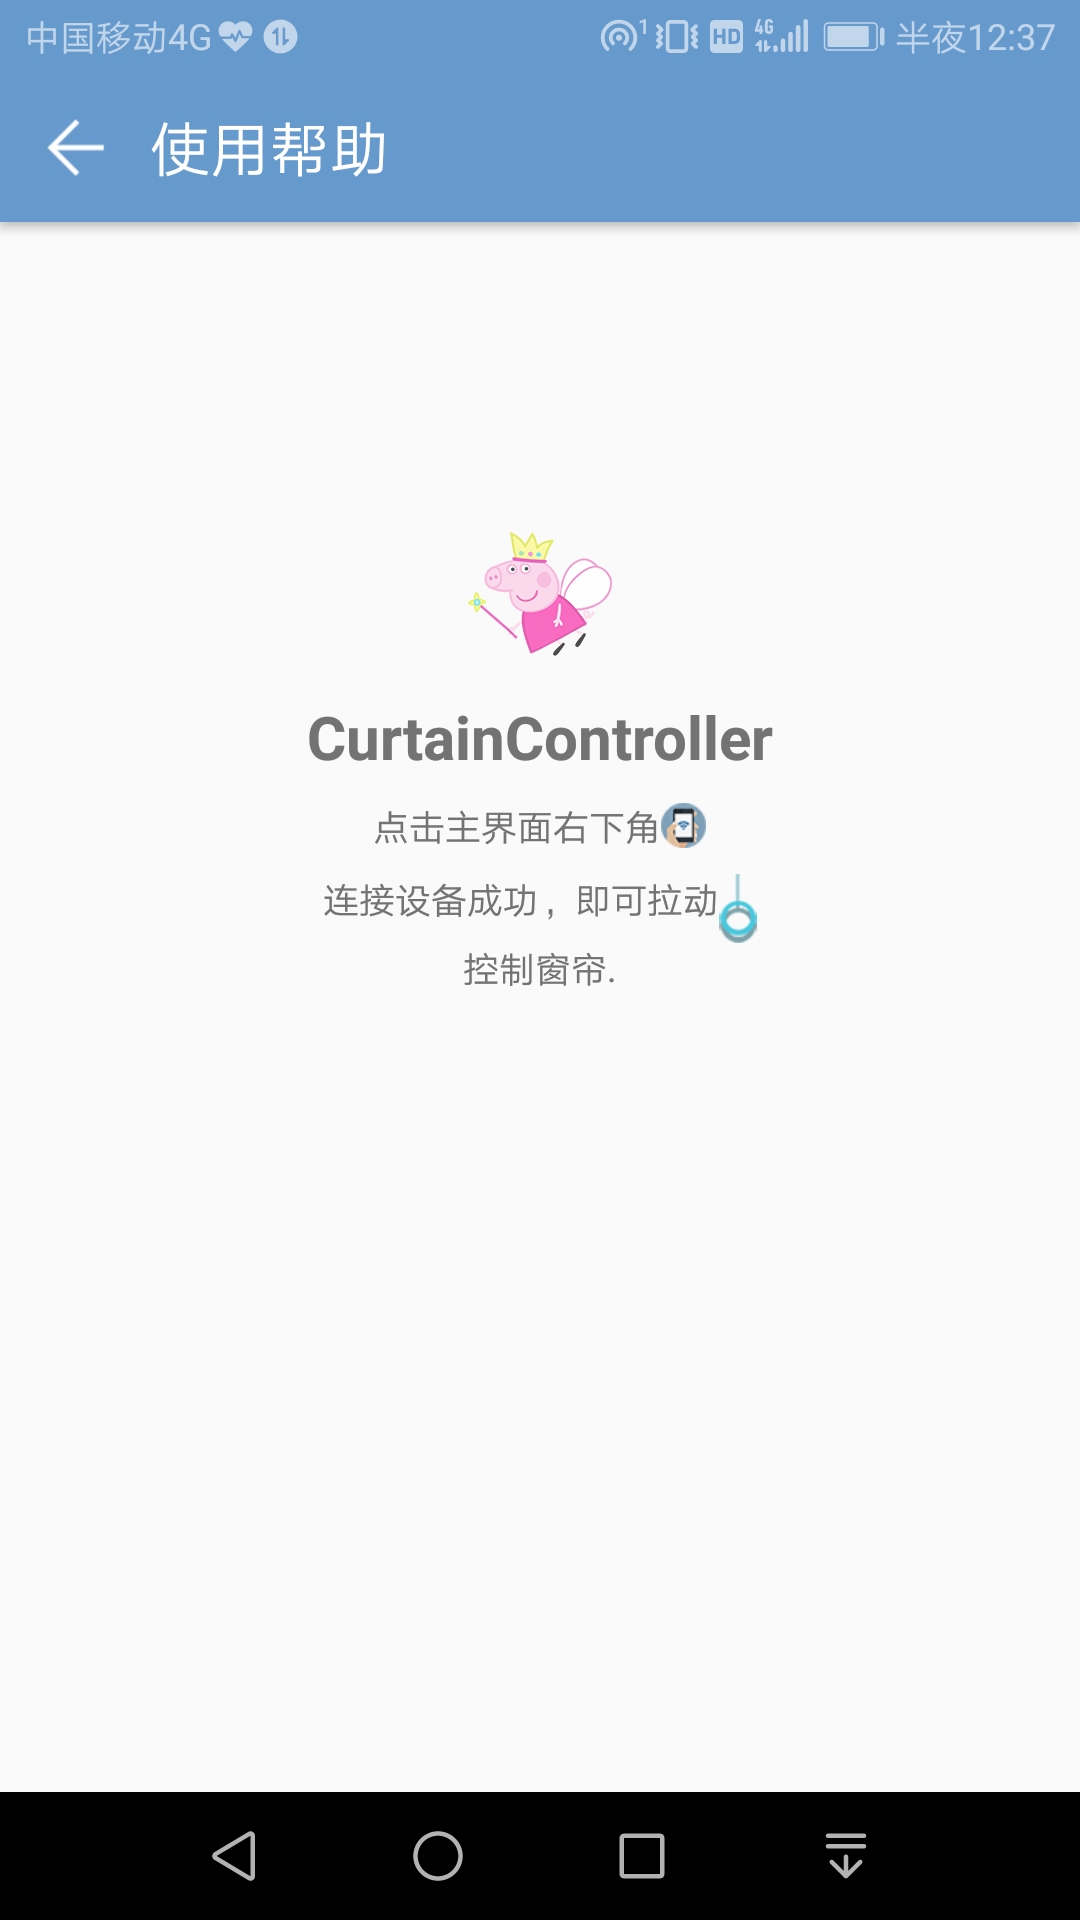 中国移动4G 1 HD 4G 半夜12:37
使用帮助
CurtainController
点击主界面右下角
连接设备成功，即可拉动
控制窗帘.